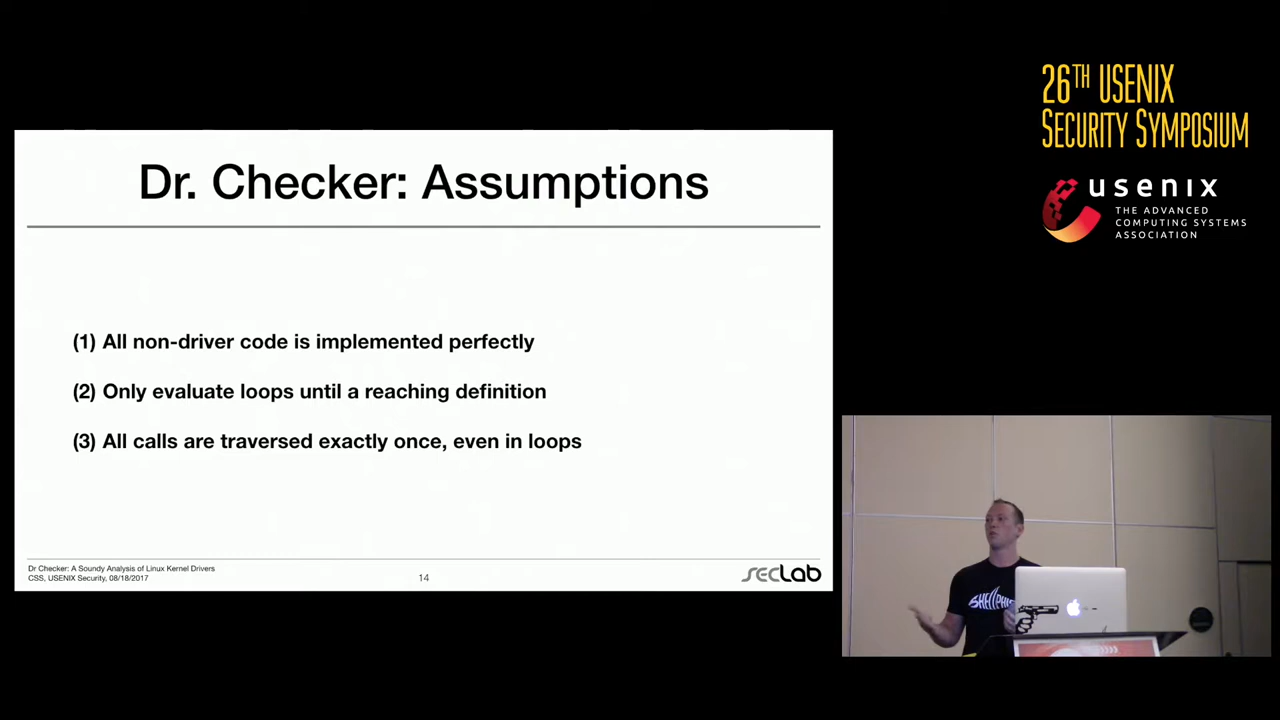 Dr. Checker: Assumptions
(1) All non-driver code is implemented perfectly
(2) Only evaluate loops until a reaching definition
(3) All calls are traversed exactly once, even in loops
Dr Checker: A Soundy Analysis of Linux Kernel Drivers
CSS, USENIX Security, 08/18/2017
14
secLab
26TH USENIX
SECURITY SYMPOSIUM
usenix
THE ADVANCED
COMPUTING SYSTEMS
ASSOCIATION